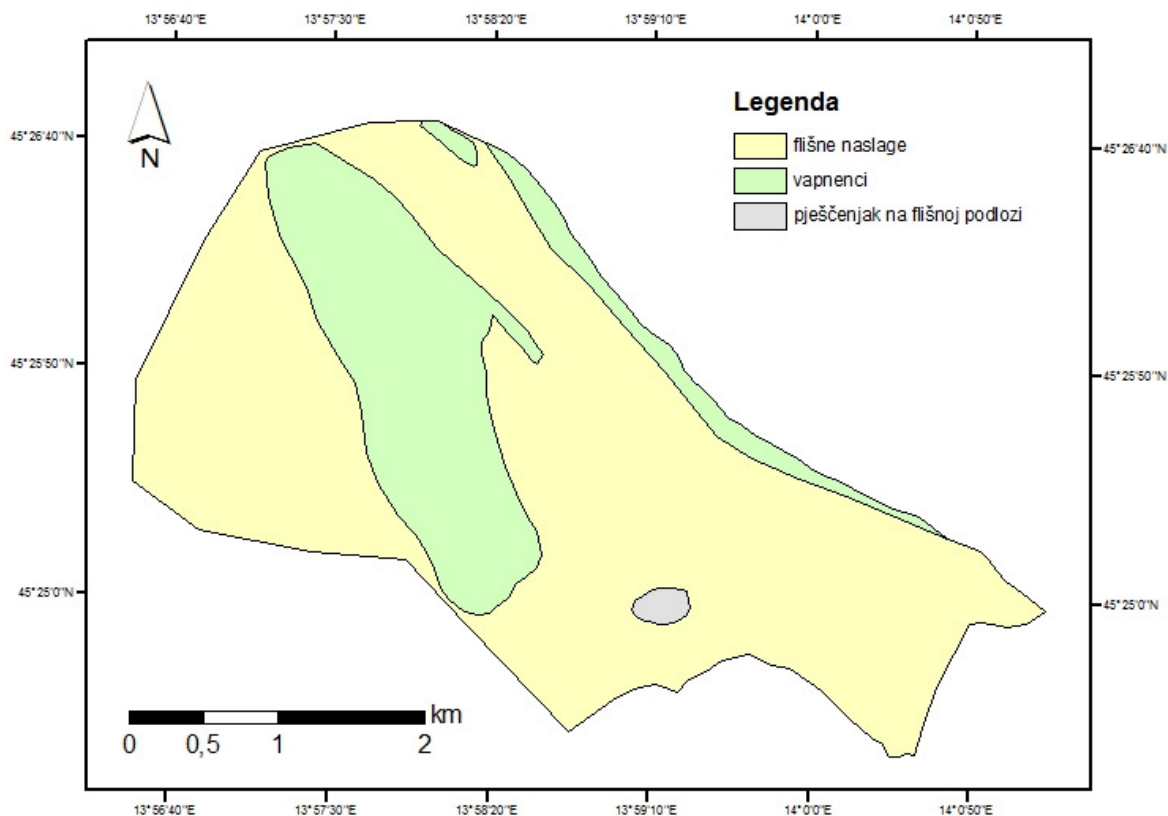 13°56'40"E 13°57'30"E 13°58'20"E 13°59'10"E 14°0'0"E 14°0'50"E
Legenda
flišne naslage
vapnenci
pješčenjak na flišnoj podlozi
N
45°26'40"N 45°26'40"N
45°25'50"N 45°25'50"N
45°25'0"N 45°25'0"N
km
0 0,5 1 2
13°56'40"E 13°57'30"E 13°58'20"E 13°59'10"E 14°0'0"E 14°0'50"E